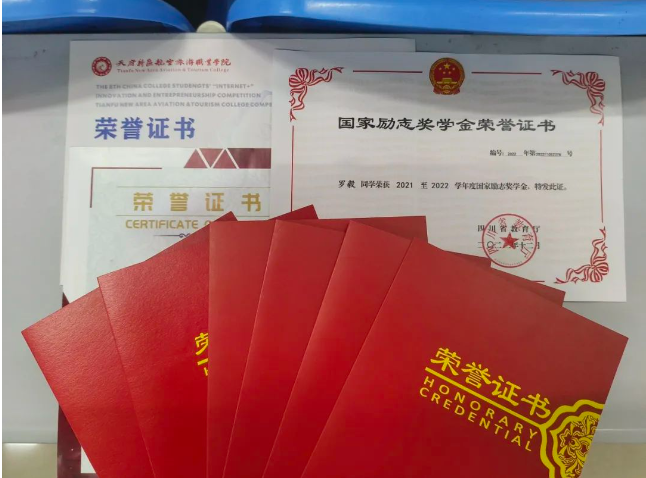 天府新区航空旅游职业学院
Tianfu New Area Aviation & Tourism College
THE 8TH CHINA COLLEGE STUDENTS' "INTERNET+"
INNOVATION AND ENTREPRENEURSHIP COMPETITION
TIANFU NEW AREA AVIATION & TOURISM COLLEGE COMPE
荣誉证书
荣誉证书
CERTIFICATE O
国家励志奖学金荣誉证书
编号: 年第 号
罗毅 同学荣获 2021 至 2022 学年度国家励志奖学金，特发此证。
四川省教育厅
荣
荣誉证书
HONORARY
CREDENTIAL